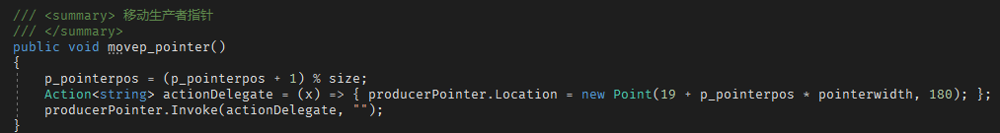 /// <summary> 移动生产者指针
/// </summary>
public void movep_pointer()
{
p_pointerpos = (p_pointerpos + 1) % size;
Action<string> actionDelegate = (x) => { producerPointer.Location = new Point(19 + p_pointerpos * pointerwidth, 180); };
producerPointer.Invoke(actionDelegate, "");
}